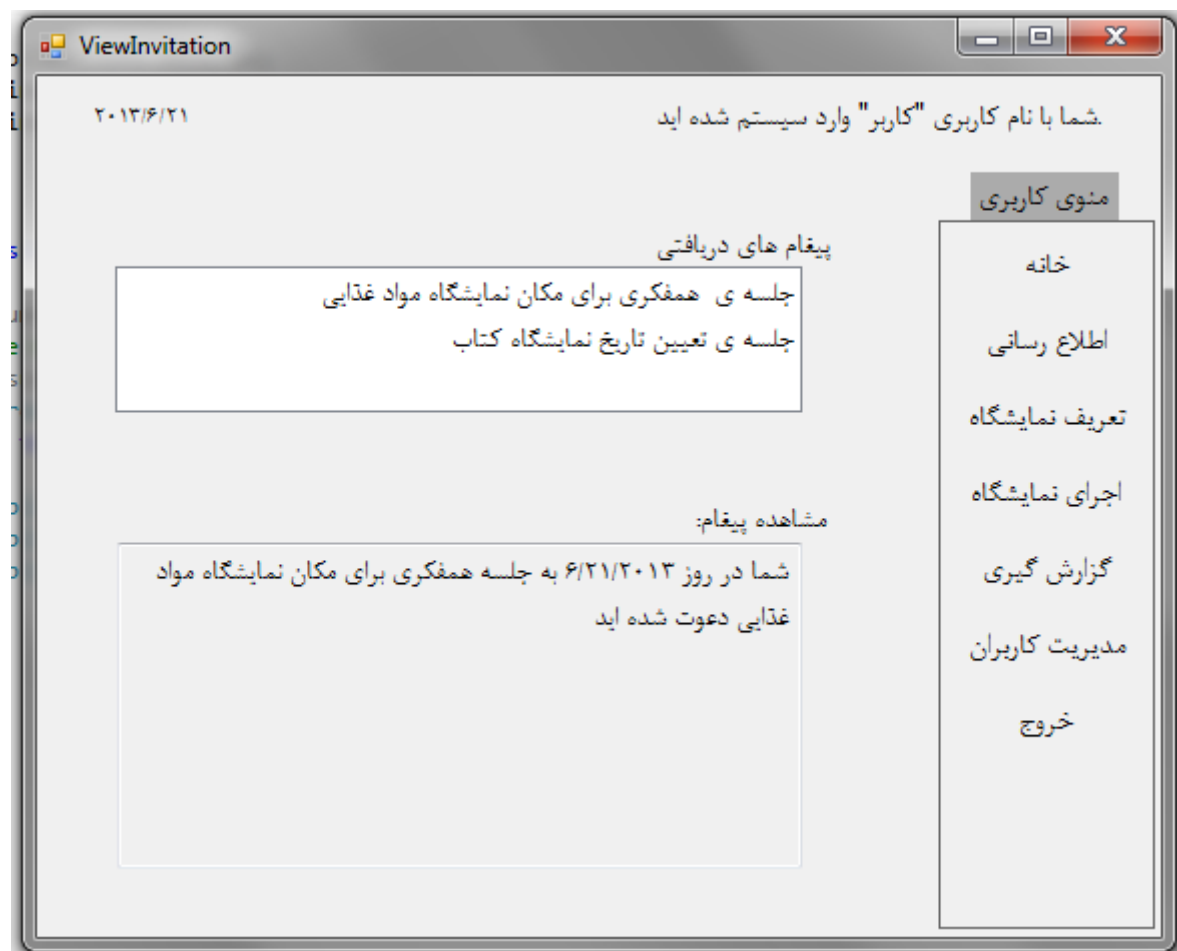 ViewInvitation
.شما با نام کاربری "کاربر" وارد سیستم شده اید
۲۰۱۳/۶/۲۱
منوی کاربری
خانه
اطلاع رسانی
تعریف نمایشگاه
اجرای نمایشگاه
گزارش گیری
مدیریت کاربران
خروج
پیغام های دریافتی
جلسه ی  همفکری برای مکان نمایشگاه مواد غذایی
جلسه ی تعیین تاریخ نمایشگاه کتاب
مشاهده پیغام:
شما در روز ۶/۲۱/۲۰۱۳ به جلسه همفکری برای مکان نمایشگاه مواد
غذایی دعوت شده اید